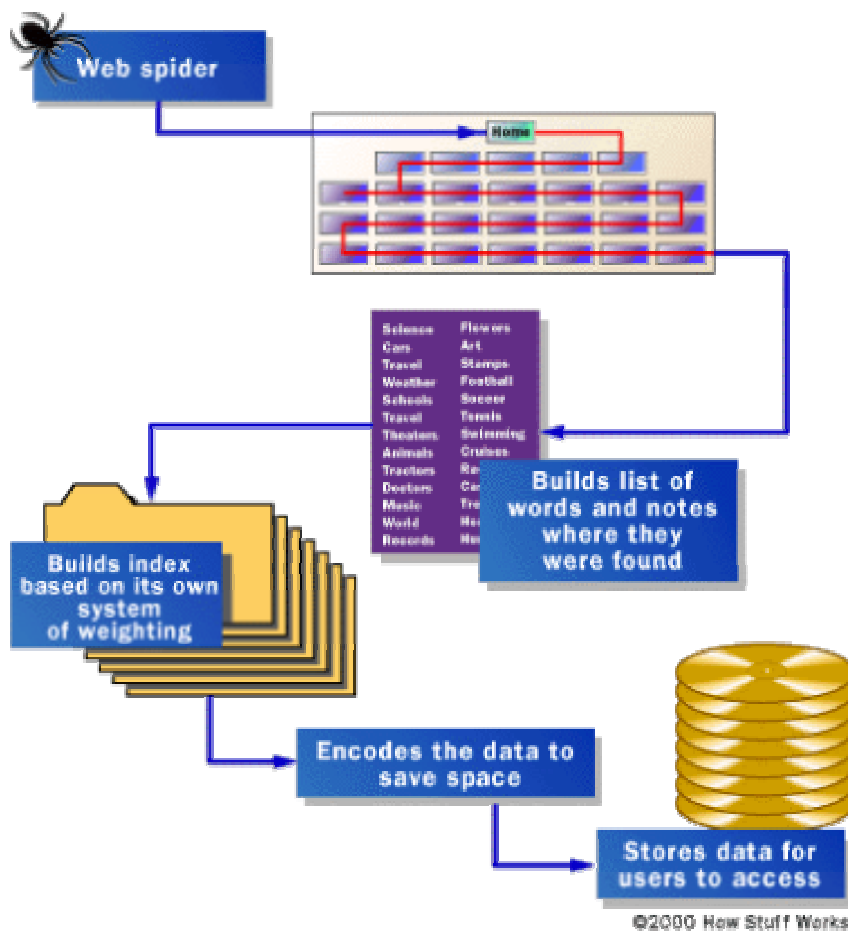 Web spider
Home
Science Flowers
Cars Art
Travel Stamps
Weather Football
Schools Soccer
Travel Tennis
Theaters Swimming
Animals Cruises
Tractors
Doctors
Music
World
Records
Builds list of
words and notes
where they
were found
Builds index
based on its own
system
of weighting
Encodes the data to
save space
Stores data for
users to access
©2000 How Stuff Works